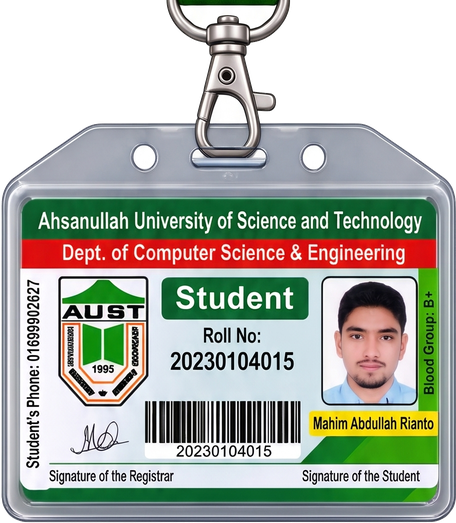 Ahsanullah University of Science and Technology
Dept. of Computer Science & Engineering
Student's Phone: 01699902627
AUST
1995
Student
Roll No:
20230104015
20230104015
Blood Group: B+
Mahim Abdullah Rianto
Signature of the Registrar
Signature of the Student